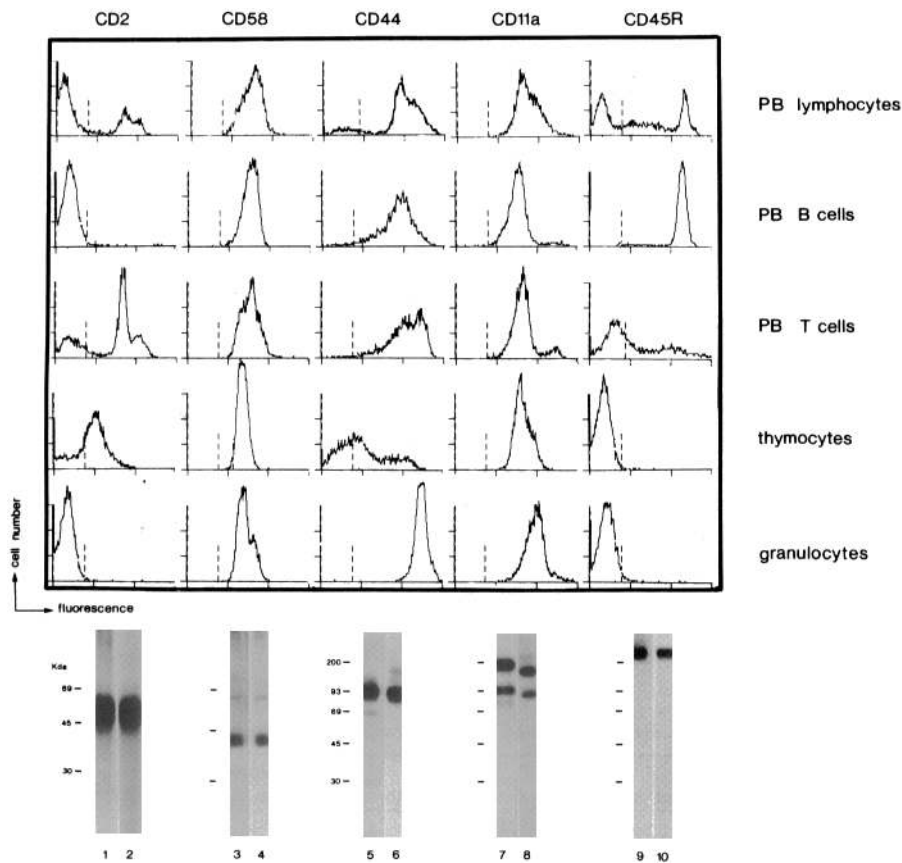 CD2 CD58 CD44 CD11a CD45R
PB lymphocytes
PB B cells
PB T cells
thymocytes
granulocytes
cell number
fluorescence
Kda
69
45
30
200
93
69
45
30
1 2 3 4 5 6 7 8 9 10